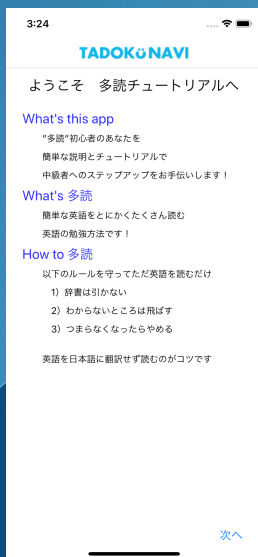 3:24
TADOKU NAVI
ようこそ　多読チュートリアルへ
What's this app
"多読"初心者のあなたを
簡単な説明とチュートリアルで
中級者へのステップアップをお手伝いします！
What's 多読
簡単な英語をとにかくたくさん読む
英語の勉強方法です！
How to 多読
以下のルールを守ってただ英語を読むだけ
1）辞書は引かない
2）わからないところは飛ばす
3）つまらなくなったらやめる
英語を日本語に翻訳せず読むのがコツです
次へ